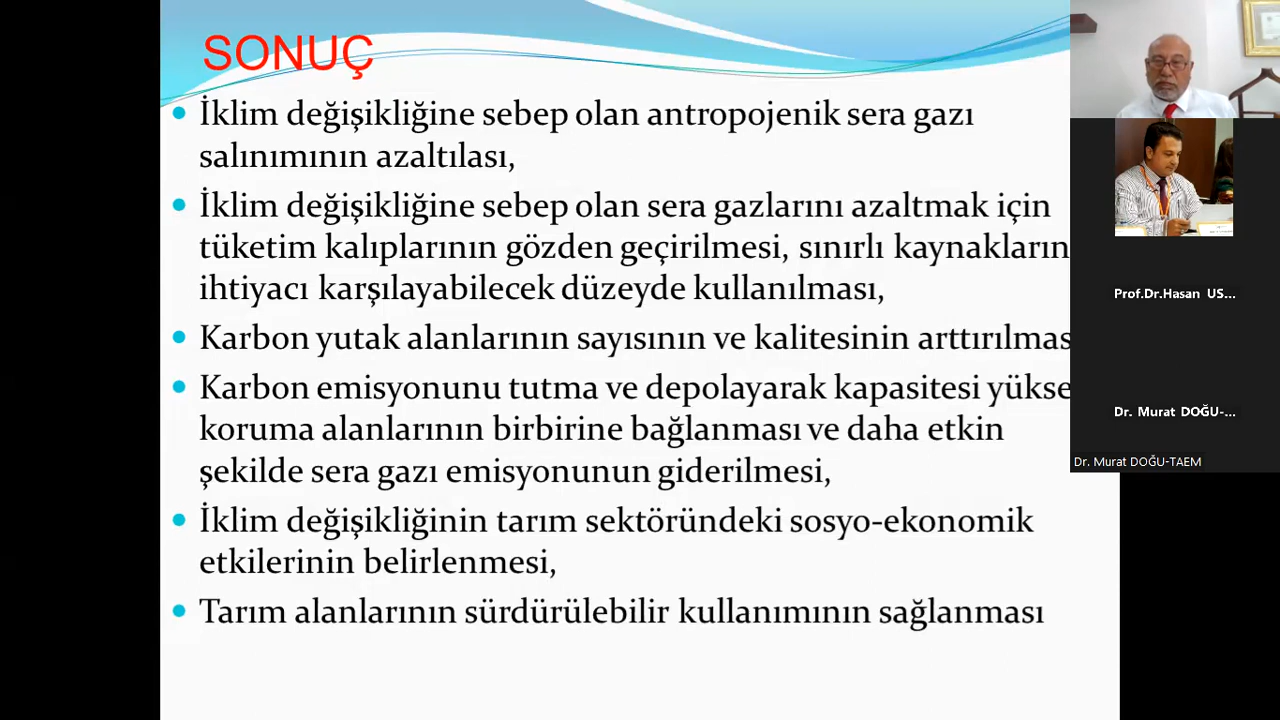 SONUÇ
• İklim değişikliğine sebep olan antropojenik sera gazı
salınımının azaltılası,
• İklim değişikliğine sebep olan sera gazlarını azaltmak için
tüketim kalıplarının gözden geçirilmesi, sınırlı kaynakların
ihtiyacı karşılayabilecek düzeyde kullanılması,
• Karbon yutak alanlarının sayısının ve kalitesinin arttırılmas
• Karbon emisyonunu tutma ve depolayarak kapasitesi yükse
koruma alanlarının birbirine bağlanması ve daha etkin
şekilde sera gazı emisyonunun giderilmesi,
• İklim değişikliğinin tarım sektöründeki sosyo-ekonomik
etkilerinin belirlenmesi,
• Tarım alanlarının sürdürülebilir kullanımının sağlanması
Prof.Dr.Hasan US...
Dr. Murat DOĞU-...
Dr. Murat DOĞU-TAEM